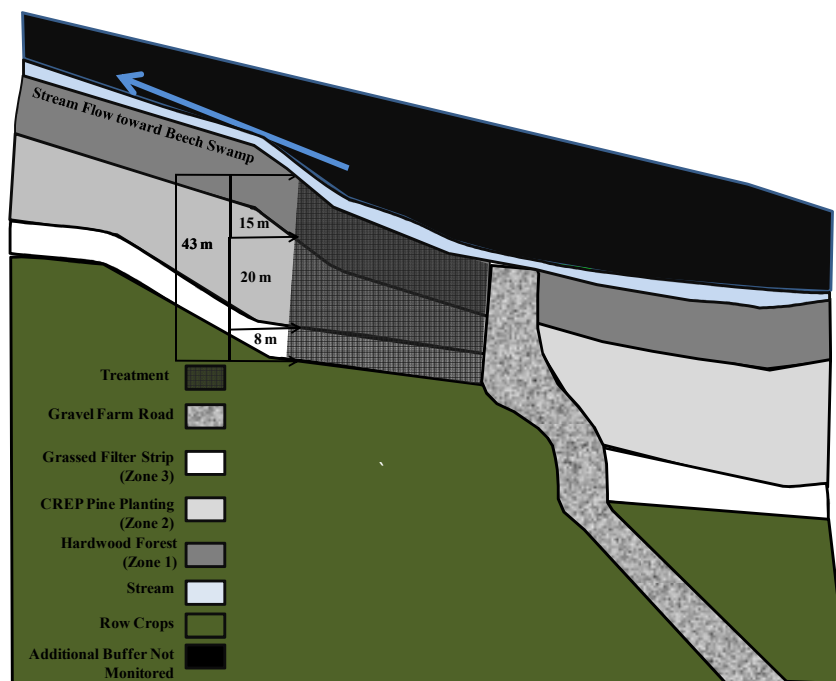 Stream Flow toward Beech Swamp
15 m
43 m
20 m
8 m
Treatment
Gravel Farm Road
Grassed Filter Strip
(Zone 3)
CREP Pine Planting
(Zone 2)
Hardwood Forest
(Zone 1)
Stream
Row Crops
Additional Buffer Not
Monitored